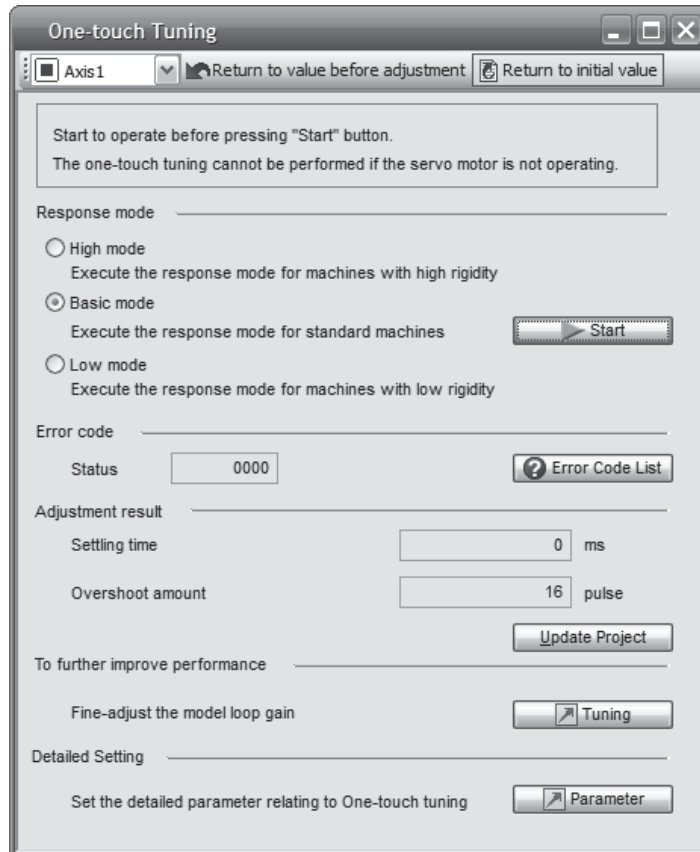 One-touch Tuning
Axis1 Return to value before adjustment Return to initial value
Start to operate before pressing "Start" button.
The one-touch tuning cannot be performed if the servo motor is not operating.
Response mode
High mode
Execute the response mode for machines with high rigidity
Basic mode
Execute the response mode for standard machines Start
Low mode
Execute the response mode for machines with low rigidity
Error code
Status 0000 Error Code List
Adjustment result
Settling time 0 ms
Overshoot amount 16 pulse
Update Project
To further improve performance
Fine-adjust the model loop gain Tuning
Detailed Setting
Set the detailed parameter relating to One-touch tuning Parameter